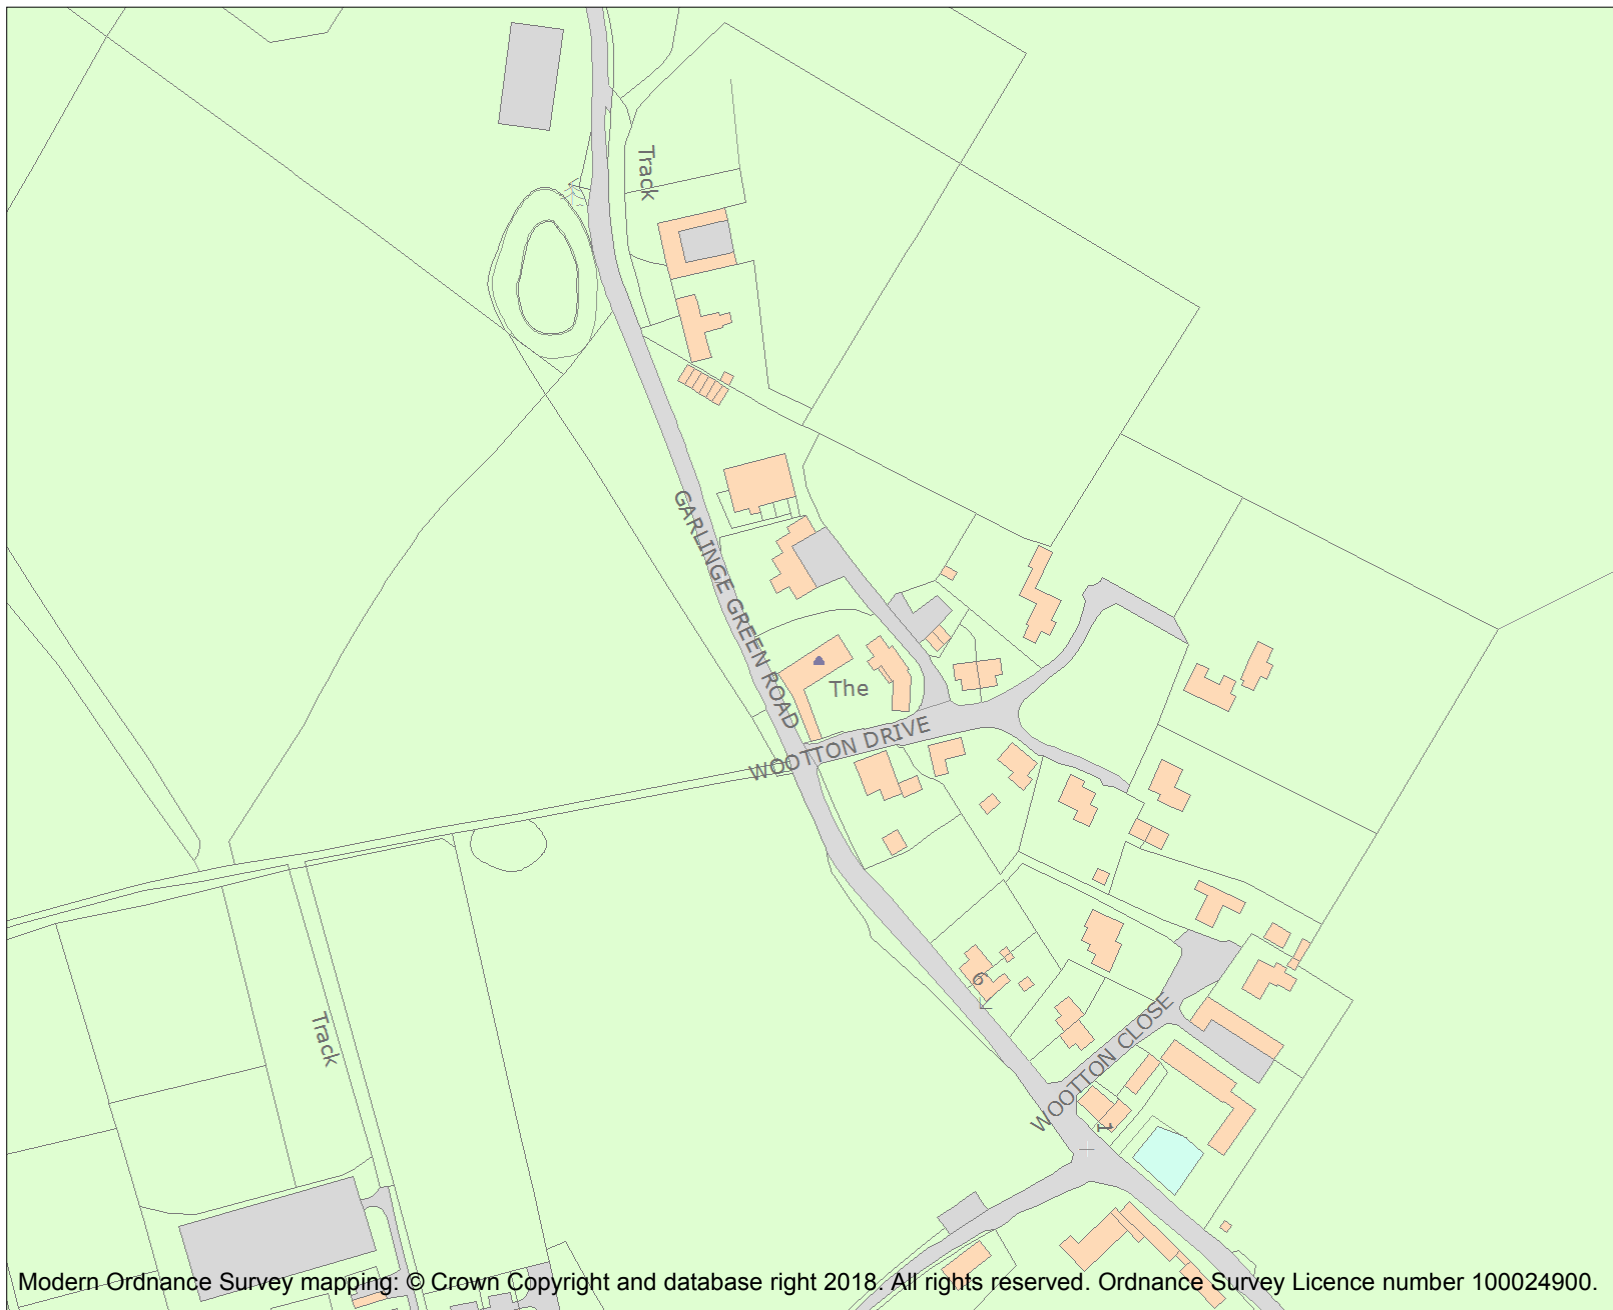 Track
GARLINGE GREEN ROAD
The
WOOTTON DRIVE
9
Track
WOOTTON CLOSE
1
Modern Ordnance Survey mapping: © Crown Copyright and database right 2018. All rights reserved. Ordnance Survey Licence number 100024900.